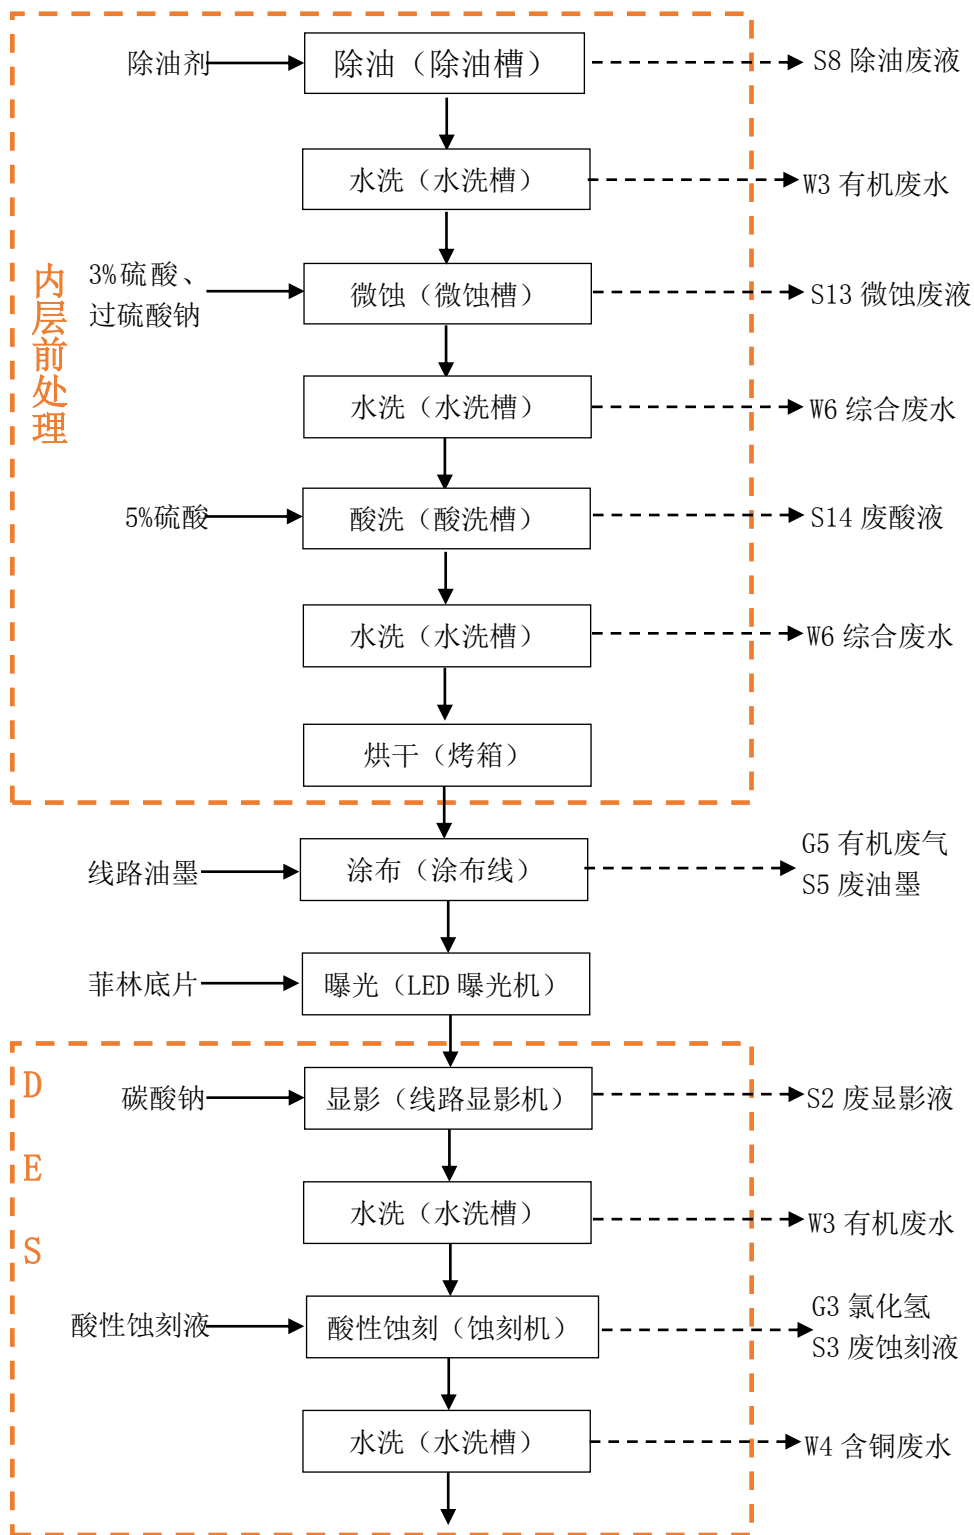 除油剂
除油（除油槽）
S8 除油废液
水洗（水洗槽）
W3 有机废水
内层前处理
3%硫酸、
过硫酸钠
微蚀（微蚀槽）
S13 微蚀废液
水洗（水洗槽）
W6 综合废水
5%硫酸
酸洗（酸洗槽）
S14 废酸液
水洗（水洗槽）
W6 综合废水
烘干（烤箱）
线路油墨
涂布（涂布线）
G5 有机废气
S5 废油墨
菲林底片
曝光（LED 曝光机）
D
E
S
碳酸钠
显影（线路显影机）
S2 废显影液
水洗（水洗槽）
W3 有机废水
酸性蚀刻液
酸性蚀刻（蚀刻机）
G3 氯化氢
S3 废蚀刻液
水洗（水洗槽）
W4 含铜废水